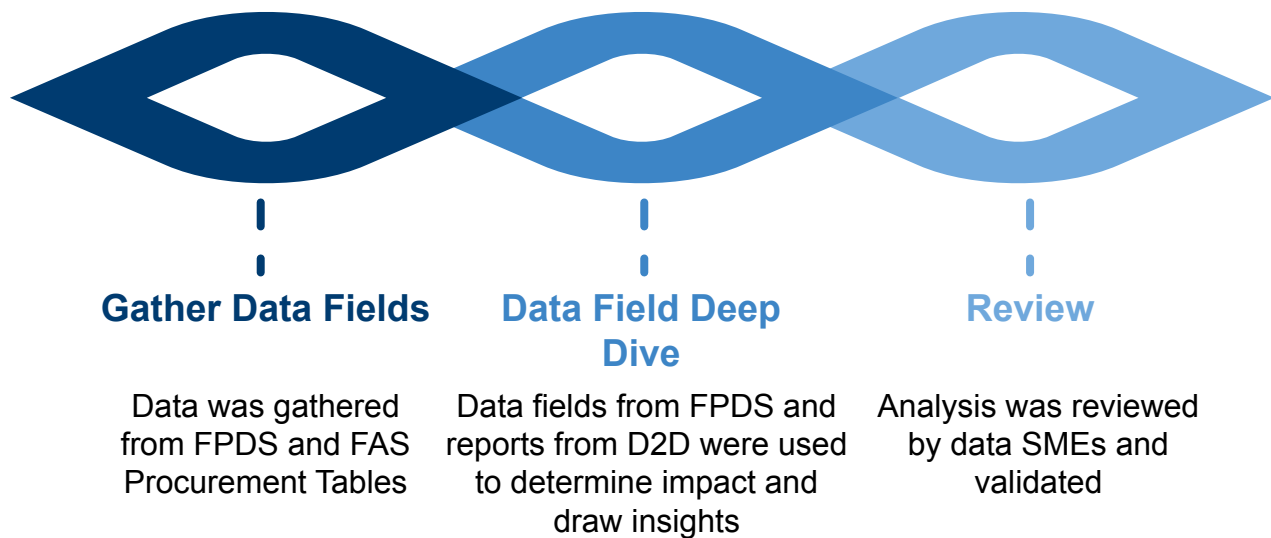 Gather Data Fields
Data was gathered
from FPDS and FAS
Procurement Tables
Data Field Deep
Dive
Data fields from FPDS and
reports from D2D were used
to determine impact and
draw insights
Review
Analysis was reviewed
by data SMEs and
validated